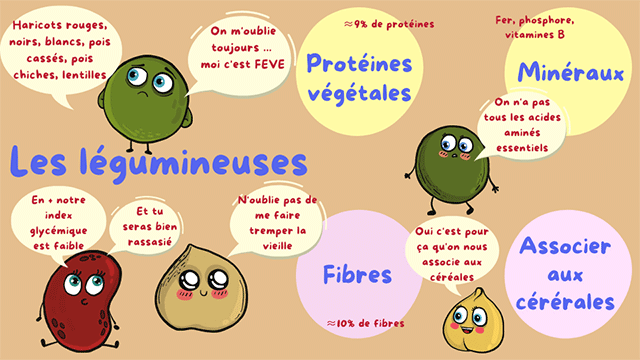 Haricots rouges,
noirs, blancs, pois
cassés, pois
chiches, lentilles
On m'oublie
toujours ...
moi c'est FEVE
≈9% de protéines
Protéines
végétales
Fer, phosphore,
vitamines B
Minéraux
On n'a pas
tous les acides
aminés
essentiels
Les légumineuses
En + notre
index
glycémique
est faible
Et tu
seras bien
rassasié
N'oublie pas de
me faire
tremper la
vieille
Fibres
≈10% de fibres
Oui c'est pour
ça qu'on nous
associe aux
céréales
Associer
aux
cérérales